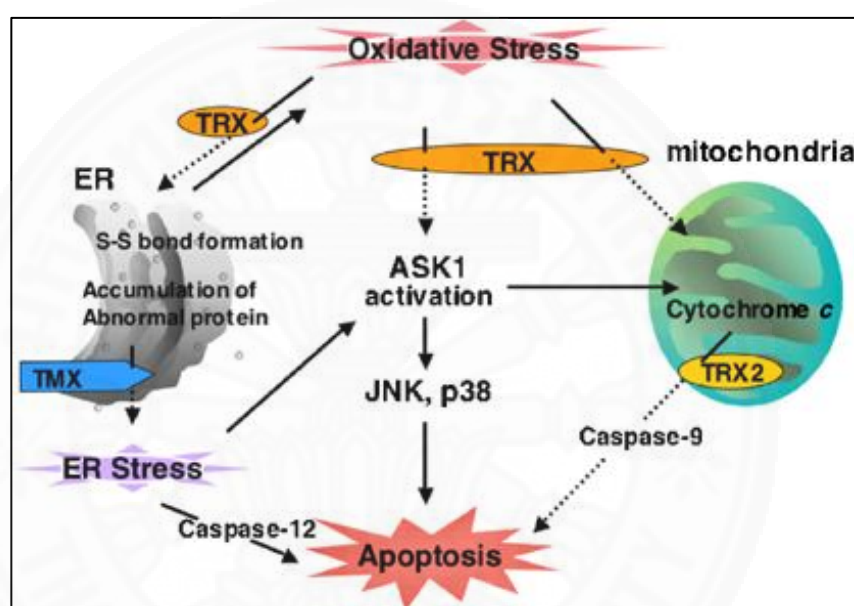 Oxidative Stress
TRX
TRX
mitochondria
ER
S-S bond formation
ASK1
activation
Accumulation of
Abnormal protein
Cytochrome c
TMX
TRX2
JNK, p38
Caspase-9
ER Stress
Caspase-12
Apoptosis